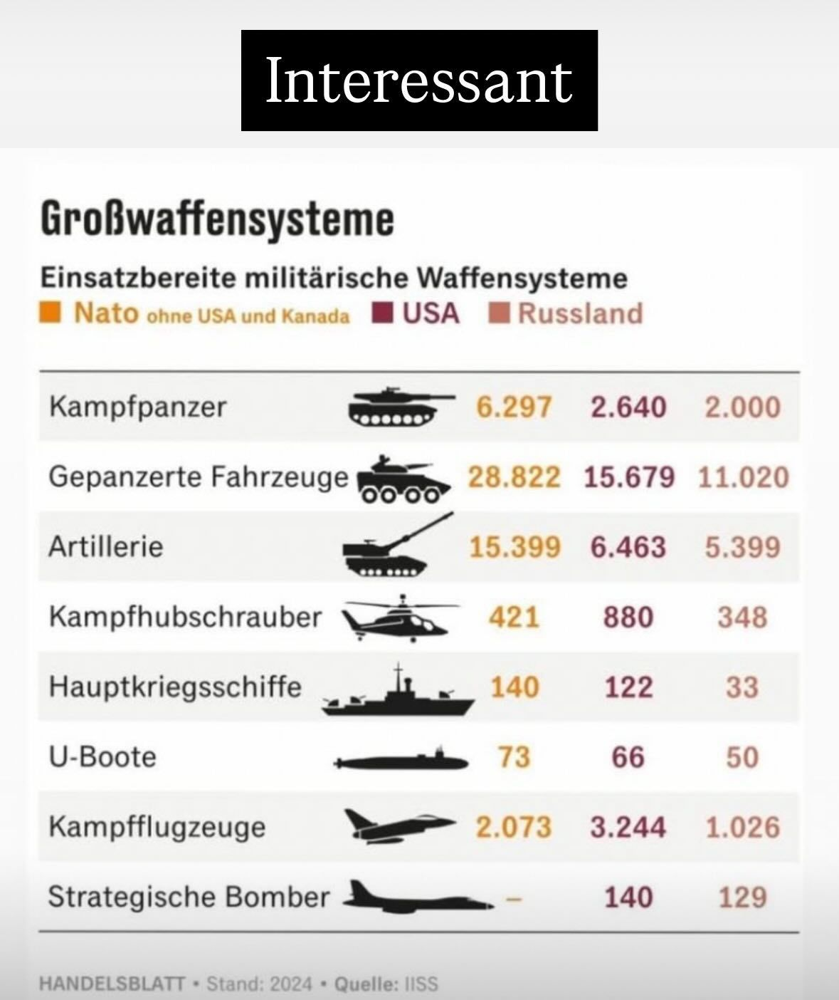 Interessant
Großwaffensysteme
Einsatzbereite militärische Waffensysteme
Nato ohne USA und Kanada USA Russland
Kampfpanzer 6.297 2.640 2.000
Gepanzerte Fahrzeuge 28.822 15.679 11.020
Artillerie 15.399 6.463 5.399
Kampfhubschrauber 421 880 348
Hauptkriegsschiffe 140 122 33
U-Boote 73 66 50
Kampfflugzeuge 2.073 3.244 1.026
Strategische Bomber – 140 129
HANDELSBLATT • Stand: 2024 • Quelle: IISS